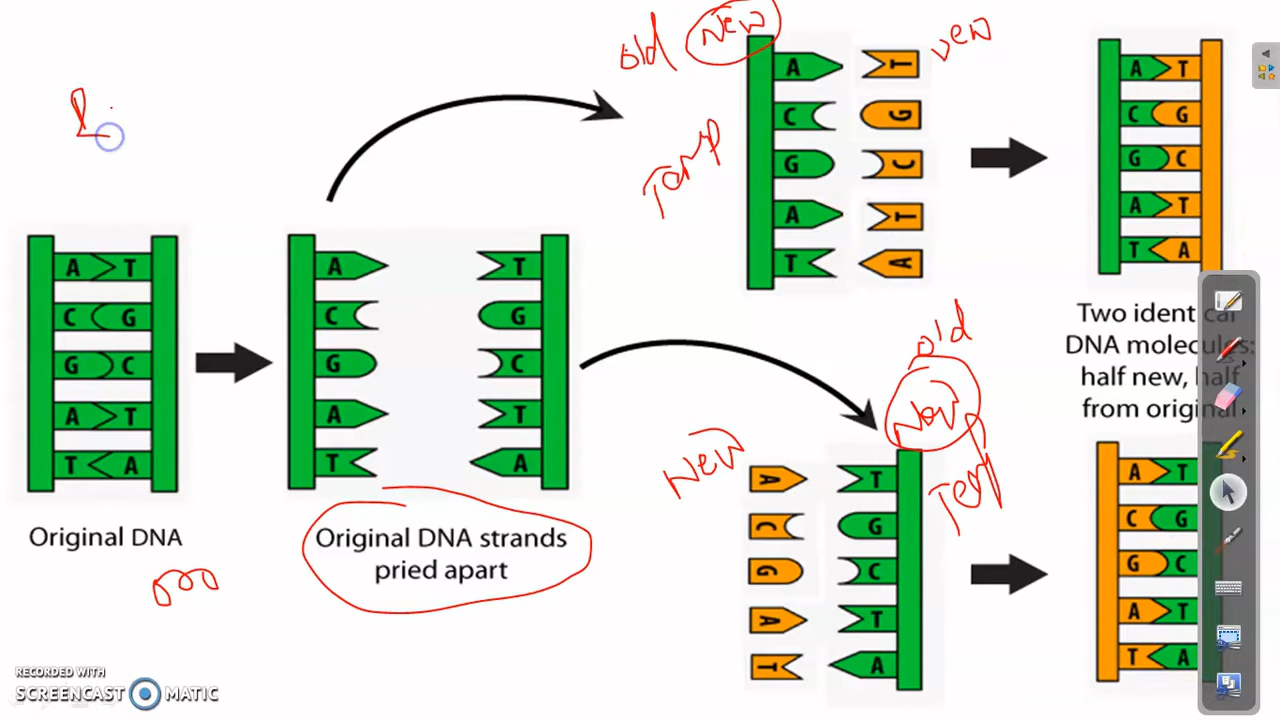 old New
new
Temp
A T
C G
G C
A T
T A
Original DNA
A T
C G
G C
A T
T A
Original DNA strands
pried apart
A T
C G
G C
A T
T A
A T
C G
G C
A T
T A
Two identical
DNA molecules:
half new, half
from original
old
New
New
Temp
A T
C G
G C
A T
T A
A T
C G
G C
A T
T A
RECORDED WITH
SCREENCAST MATIC